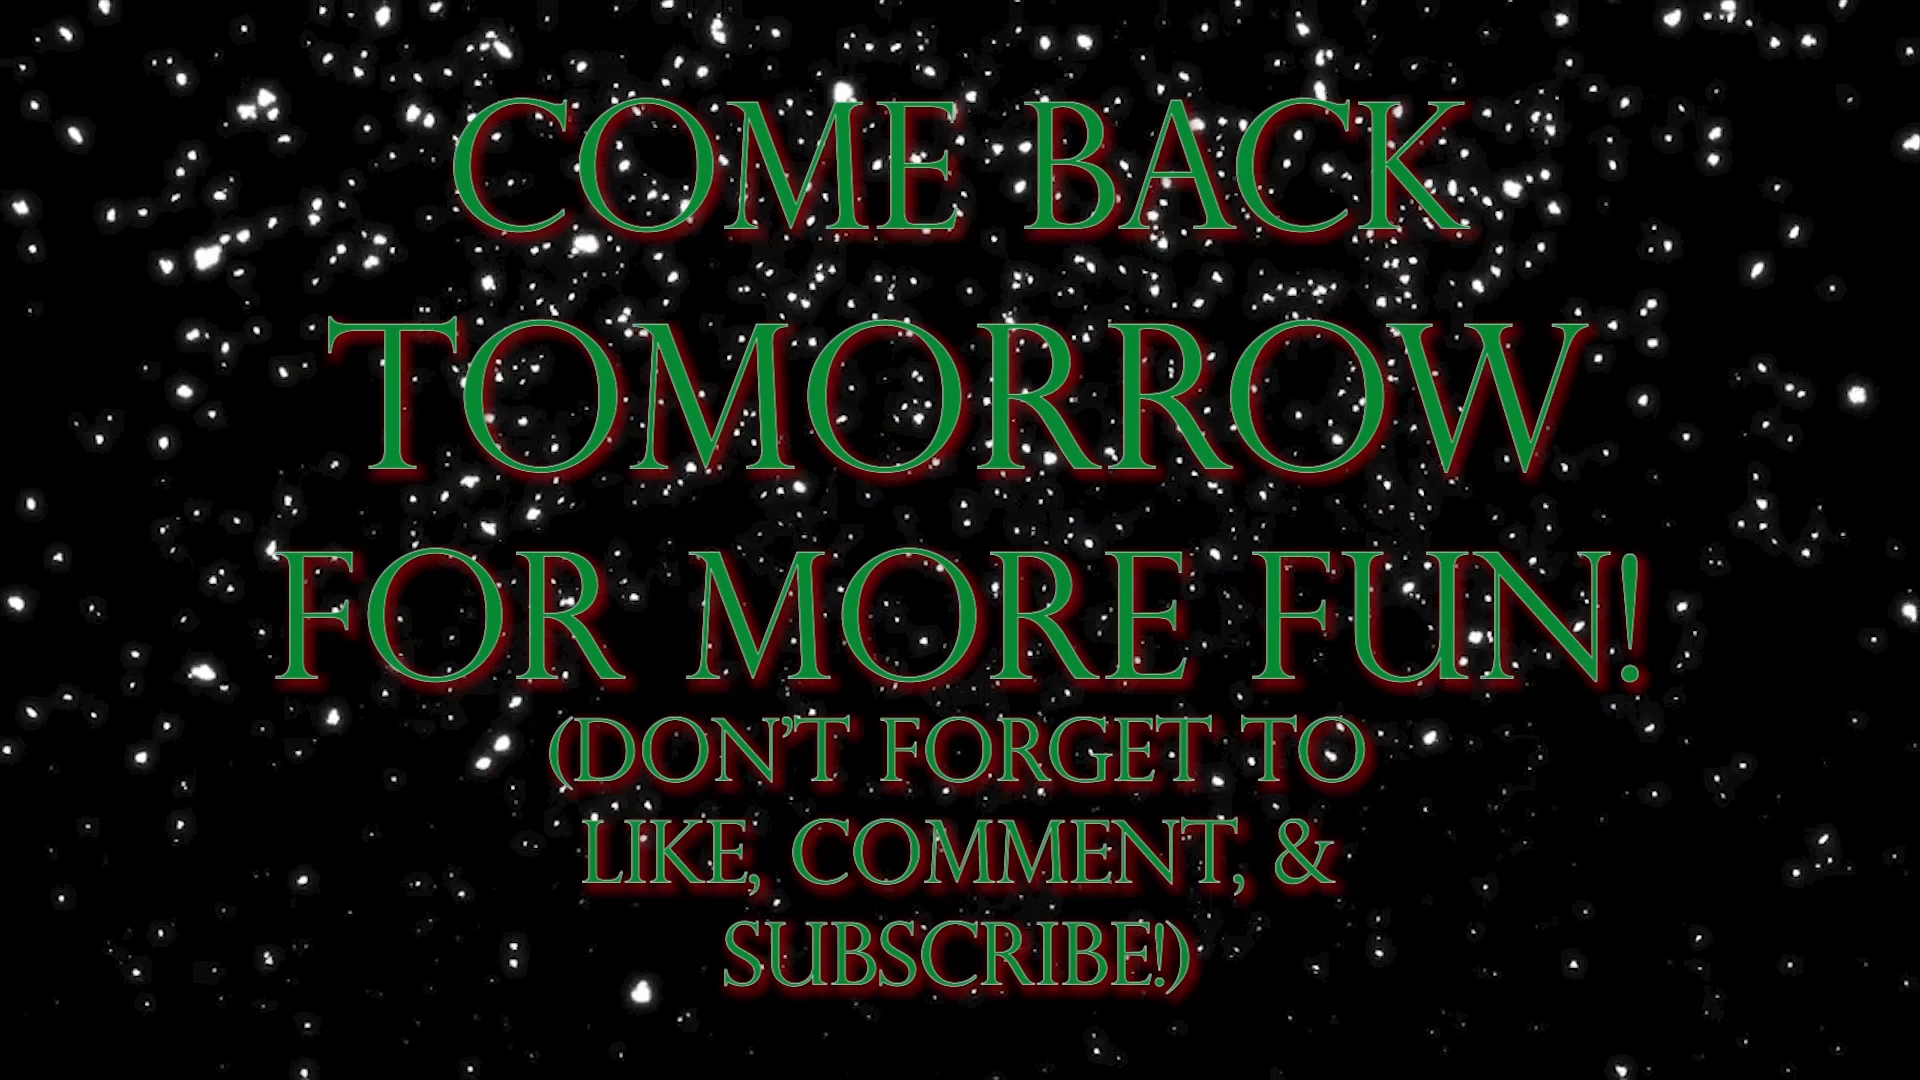 COME BACK
TOMORROW
FOR MORE FUN!
(DON'T FORGET TO
LIKE, COMMENT, &
SUBSCRIBE!)